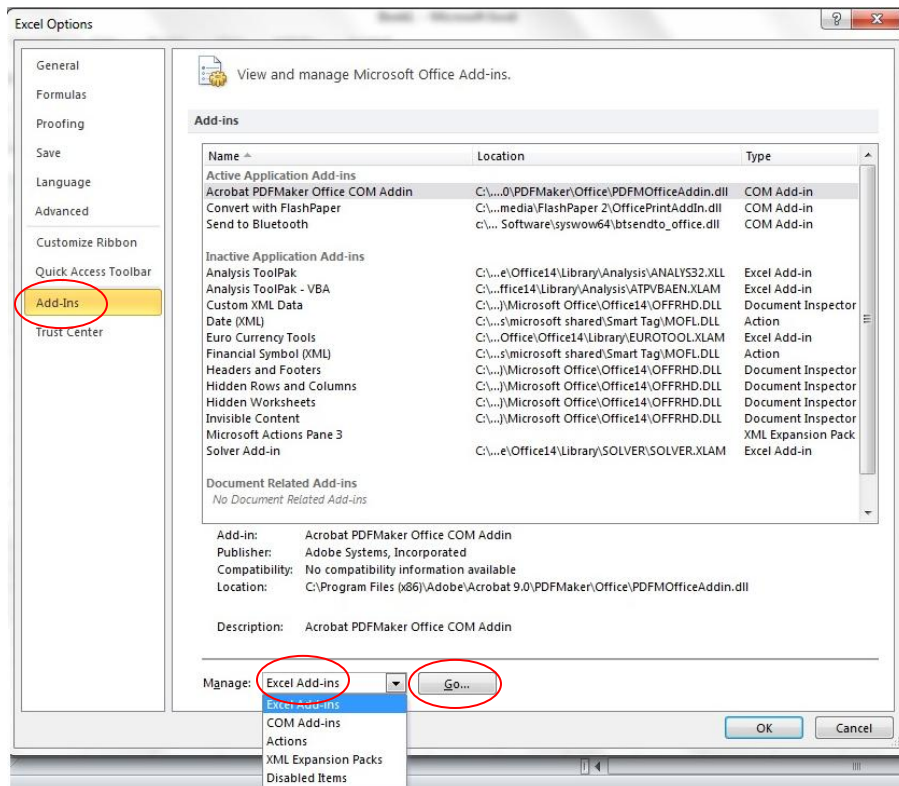 Book1 - Microsoft Excel
Excel Options
General
Formulas
Proofing
Save
Language
Advanced
Customize Ribbon
Quick Access Toolbar
Add-Ins
Trust Center
View and manage Microsoft Office Add-ins.
Add-ins
Name Location Type
Active Application Add-ins
Acrobat PDFMaker Office COM Addin C:\...0\PDFMaker\Office\PDFMOfficeAddin.dll COM Add-in
Convert with FlashPaper C:\...media\FlashPaper 2\OfficePrintAddIn.dll COM Add-in
Send to Bluetooth c:\... Software\syswow64\btsendto_office.dll COM Add-in
Inactive Application Add-ins
Analysis ToolPak C:\...e\Office14\Library\Analysis\ANALYS32.XLL Excel Add-in
Analysis ToolPak - VBA C:\...ffice14\Library\Analysis\ATPVBAEN.XLAM Excel Add-in
Custom XML Data C:\...)\Microsoft Office\Office14\OFFRHD.DLL Document Inspector
Date (XML) C:\...s\microsoft shared\Smart Tag\MOFL.DLL Action
Euro Currency Tools C:\...Office\Office14\Library\EUROTOOL.XLAM Excel Add-in
Financial Symbol (XML) C:\...s\microsoft shared\Smart Tag\MOFL.DLL Action
Headers and Footers C:\...)\Microsoft Office\Office14\OFFRHD.DLL Document Inspector
Hidden Rows and Columns C:\...)\Microsoft Office\Office14\OFFRHD.DLL Document Inspector
Hidden Worksheets C:\...)\Microsoft Office\Office14\OFFRHD.DLL Document Inspector
Invisible Content C:\...)\Microsoft Office\Office14\OFFRHD.DLL Document Inspector
Microsoft Actions Pane 3 XML Expansion Pack
Solver Add-in C:\...e\Office14\Library\SOLVER\SOLVER.XLAM Excel Add-in
Document Related Add-ins
No Document Related Add-ins
Add-in: Acrobat PDFMaker Office COM Addin
Publisher: Adobe Systems, Incorporated
Compatibility: No compatibility information available
Location: C:\Program Files (x86)\Adobe\Acrobat 9.0\PDFMaker\Office\PDFMOfficeAddin.dll
Description: Acrobat PDFMaker Office COM Addin
Manage: Excel Add-ins Go...
Excel Add-ins
COM Add-ins
Actions
XML Expansion Packs
Disabled Items
OK Cancel